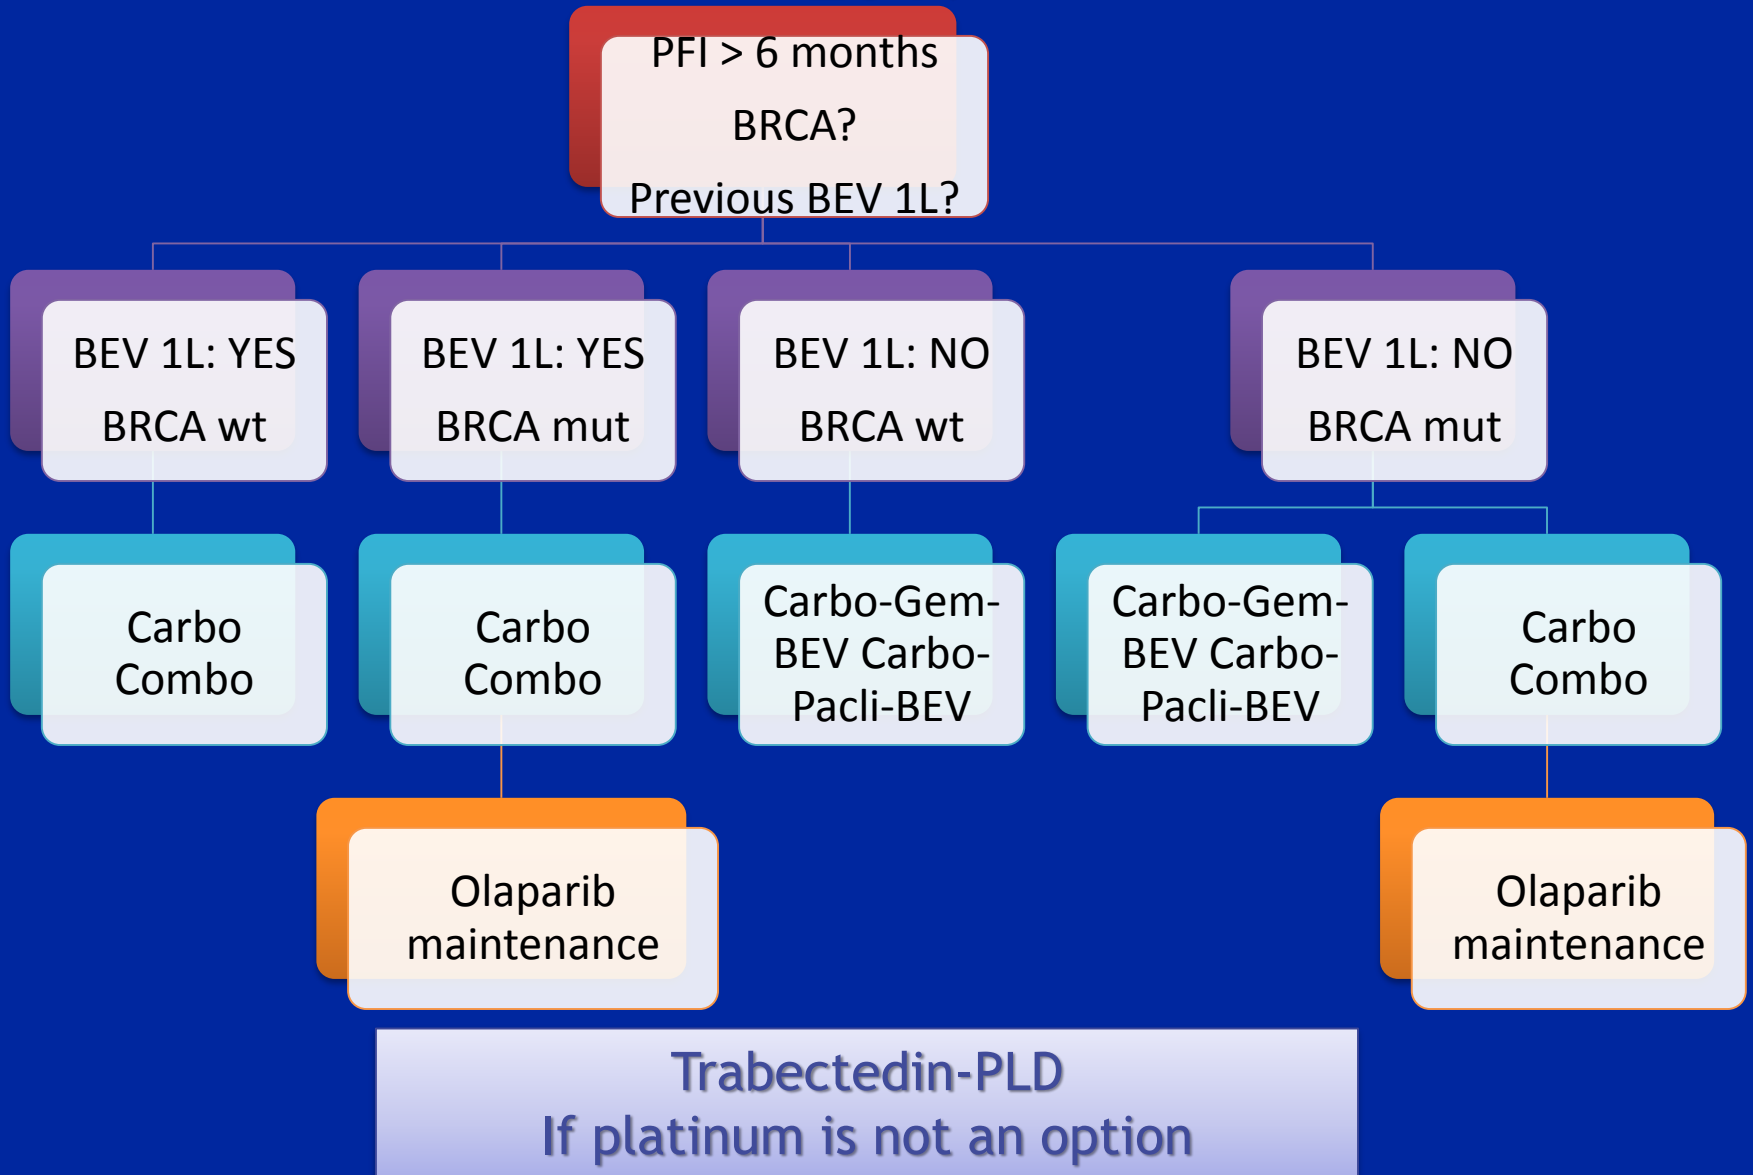 PFI > 6 months
BRCA?
Previous BEV 1L?
BEV 1L: YES
BRCA wt
BEV 1L: YES
BRCA mut
BEV 1L: NO
BRCA wt
BEV 1L: NO
BRCA mut
Carbo
Combo
Carbo
Combo
Carbo-Gem-
BEV Carbo-
Pacli-BEV
Carbo-Gem-
BEV Carbo-
Pacli-BEV
Carbo
Combo
Olaparib
maintenance
Olaparib
maintenance
Trabectedin-PLD
If platinum is not an option